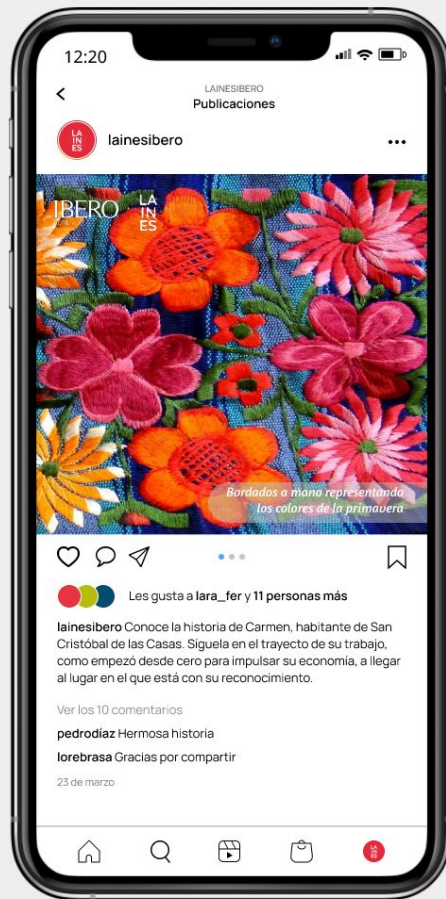 12:20
LAINESIBERO
Publicaciones
LA
IN
ES
lainesibero
IBERO
LA
IN
ES
Bordados a mano representando
los colores de la primavera
Les gusta a lara_fer y 11 personas más
lainesibero Conoce la historia de Carmen, habitante de San
Cristóbal de las Casas. Síguela en el trayecto de su trabajo,
como empezó desde cero para impulsar su economía, a llegar
al lugar en el que está con su reconocimiento.
Ver los 10 comentarios
pedrodíaz Hermosa historia
lorebrasa Gracias por compartir
23 de marzo
LA
IN
ES